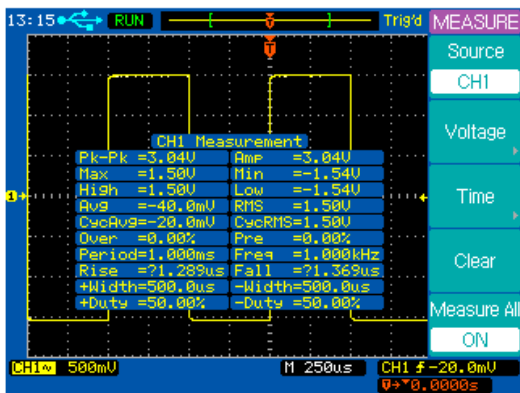 13:15 RUN Trig'd MEASURE
Source
CH1
Voltage
Time
Clear
Measure All
ON
CH1 Measurement
Pk-Pk =3.04V Amp =3.04V
Max =1.50V Min =-1.54V
High =1.50V Low =-1.54V
Avg =-40.0mV RMS =1.50V
CycAvg=-20.0mV CycRMS=1.50V
Over =0.00% Pre =0.00%
Period=1.000ms Freq =1.000kHz
Rise =?1.289us Fall =?1.369us
+Width=500.0us -Width=500.0us
+Duty =50.00% -Duty =50.00%
1
CH1~ 500mV M 250us CH1 -20.0mV
0.0000s